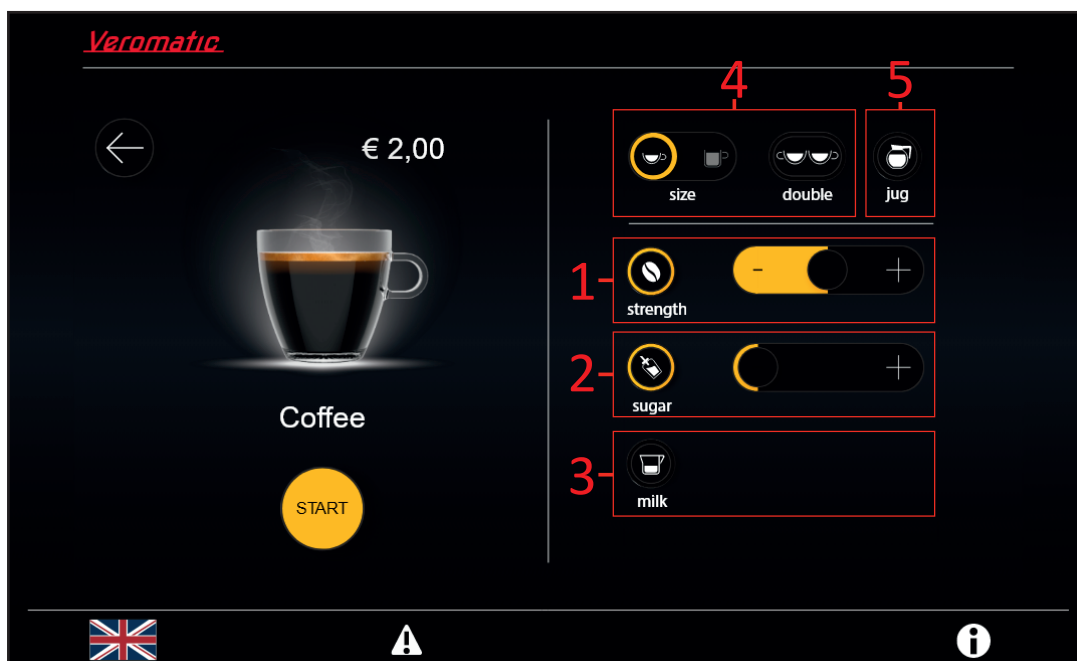 Veromatic
4
5
€ 2,00
size
double
jug
1
-
+
strength
2
+
sugar
Coffee
3
START
milk